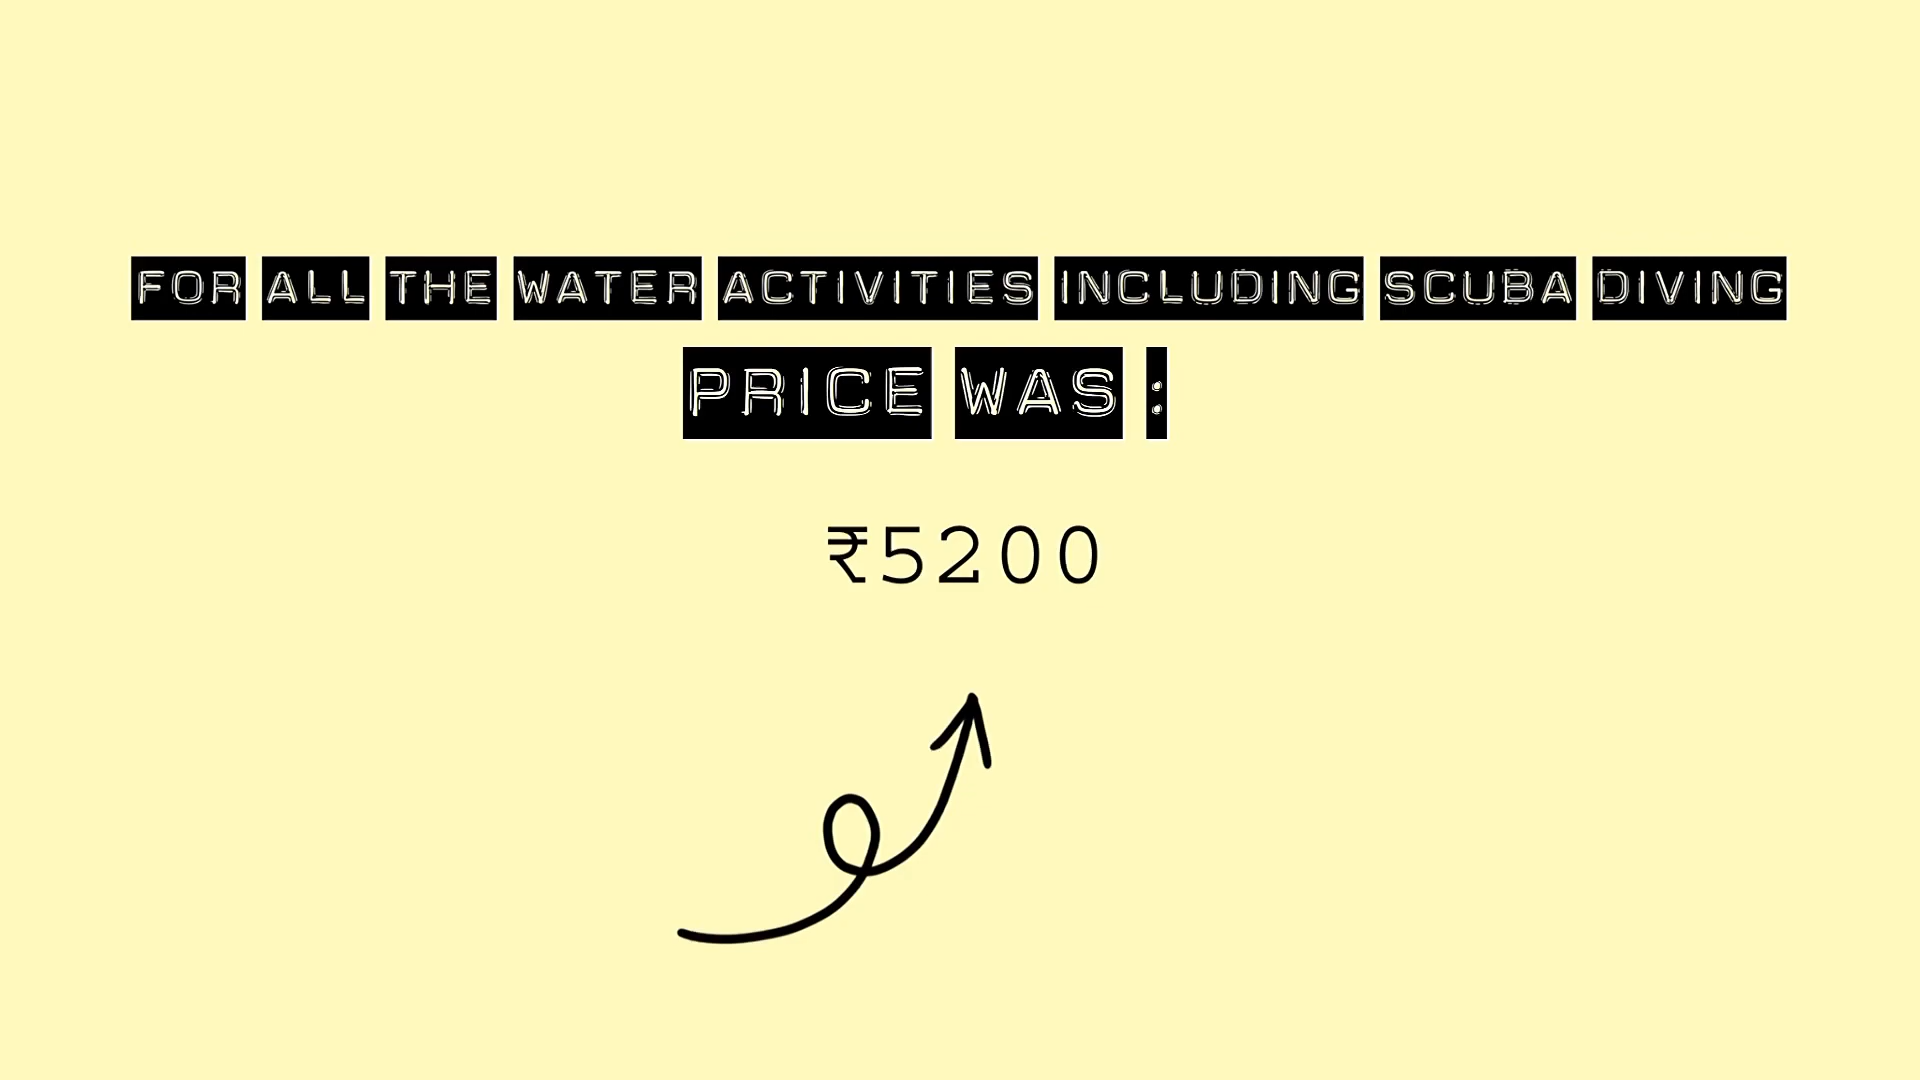 FOR ALL THE WATER ACTIVITIES INCLUDING SCUBA DIVING
PRICE WAS :
₹5200